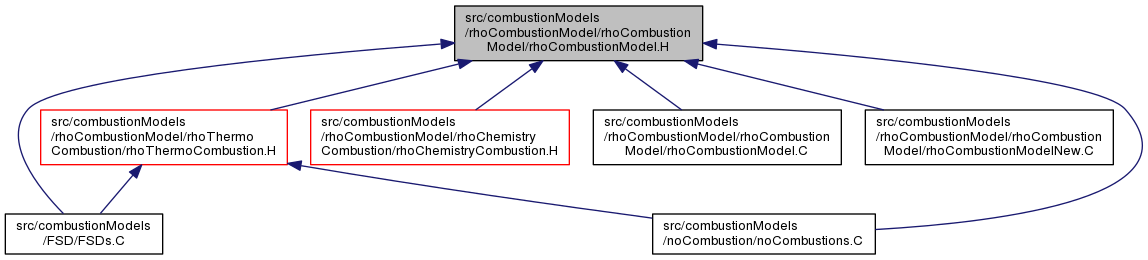 src/combustionModels
/rhoCombustionModel/rhoCombustion
Model/rhoCombustionModel.H
src/combustionModels
/rhoCombustionModel/rhoThermo
Combustion/rhoThermoCombustion.H
src/combustionModels
/rhoCombustionModel/rhoChemistry
Combustion/rhoChemistryCombustion.H
src/combustionModels
/rhoCombustionModel/rhoCombustion
Model/rhoCombustionModel.C
src/combustionModels
/rhoCombustionModel/rhoCombustion
Model/rhoCombustionModelNew.C
src/combustionModels
/FSD/FSDs.C
src/combustionModels
/noCombustion/noCombustions.C